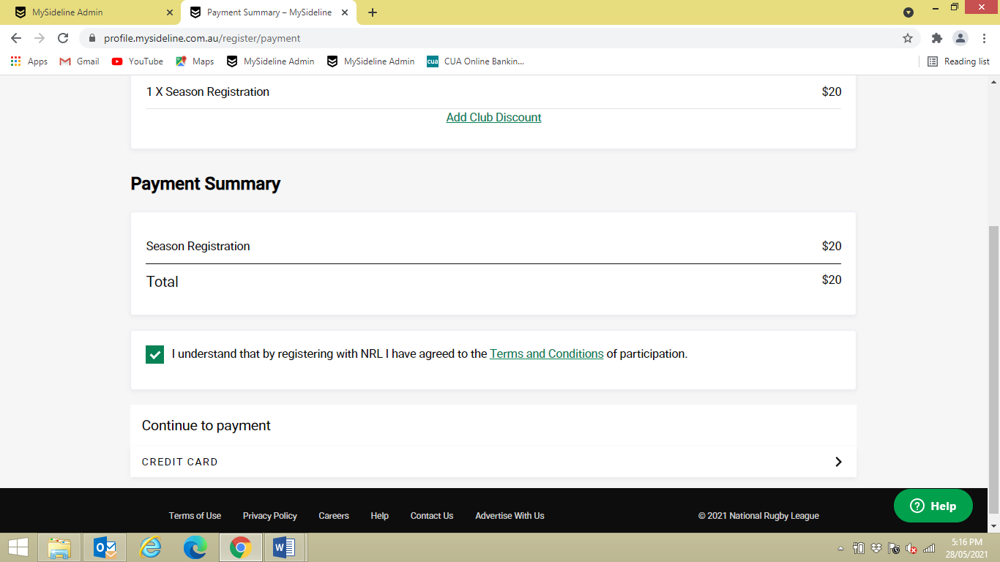 MySideline Admin
Payment Summary – MySideline
profile.mysideline.com.au/register/payment
Apps
Gmail
YouTube
Maps
MySideline Admin
MySideline Admin
cua
CUA Online Bankin...
Reading list
1 X Season Registration $20
Add Club Discount
Payment Summary
Season Registration $20
Total $20
I understand that by registering with NRL I have agreed to the Terms and Conditions of participation.
Continue to payment
CREDIT CARD
Terms of Use
Privacy Policy
Careers
Help
Contact Us
Advertise With Us
© 2021 National Rugby League
Help
5:16 PM
28/05/2021